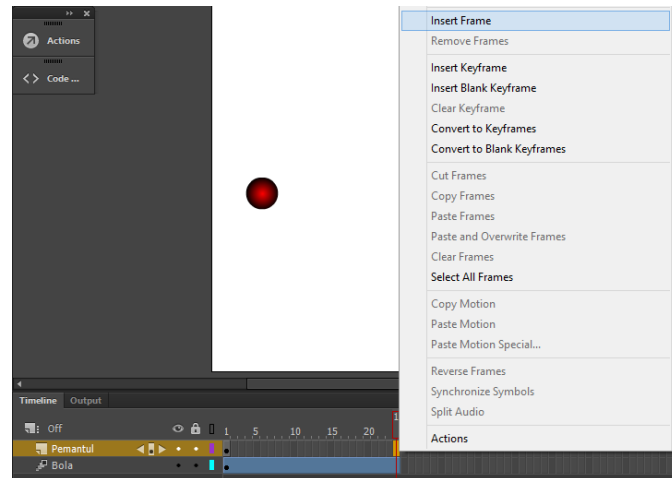 Actions
Code ...
Insert Frame
Remove Frames
Insert Keyframe
Insert Blank Keyframe
Clear Keyframe
Convert to Keyframes
Convert to Blank Keyframes
Cut Frames
Copy Frames
Paste Frames
Paste and Overwrite Frames
Clear Frames
Select All Frames
Copy Motion
Paste Motion
Paste Motion Special...
Reverse Frames
Synchronize Symbols
Split Audio
Actions
Timeline Output
Off 1 5 10 15 20
Pemantul
Bola